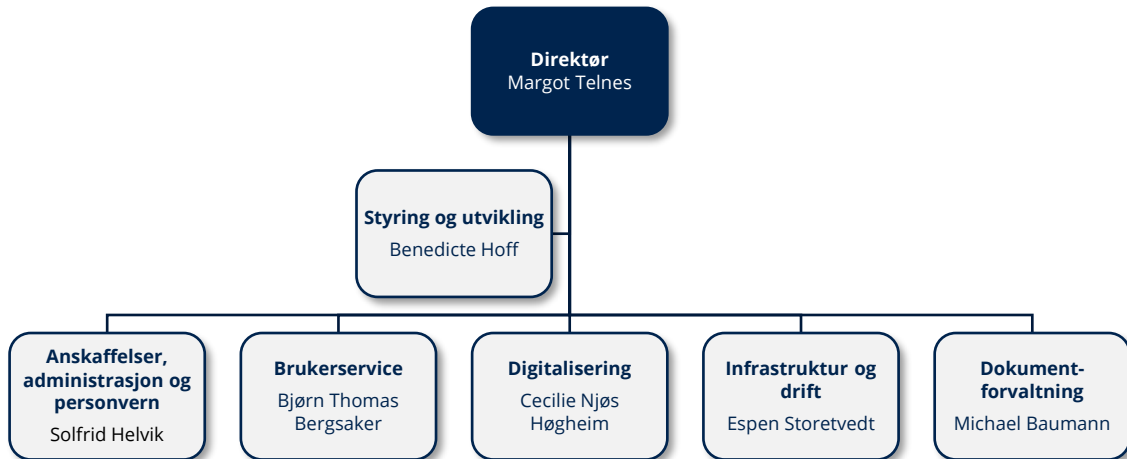 Direktør
Margot Telnes
Styring og utvikling
Benedicte Hoff
Anskaffelser,
administrasjon og
personvern
Solfrid Helvik
Brukerservice
Bjørn Thomas
Bergsaker
Digitalisering
Cecilie Njøs
Høgheim
Infrastruktur og
drift
Espen Storetvedt
Dokument-
forvaltning
Michael Baumann